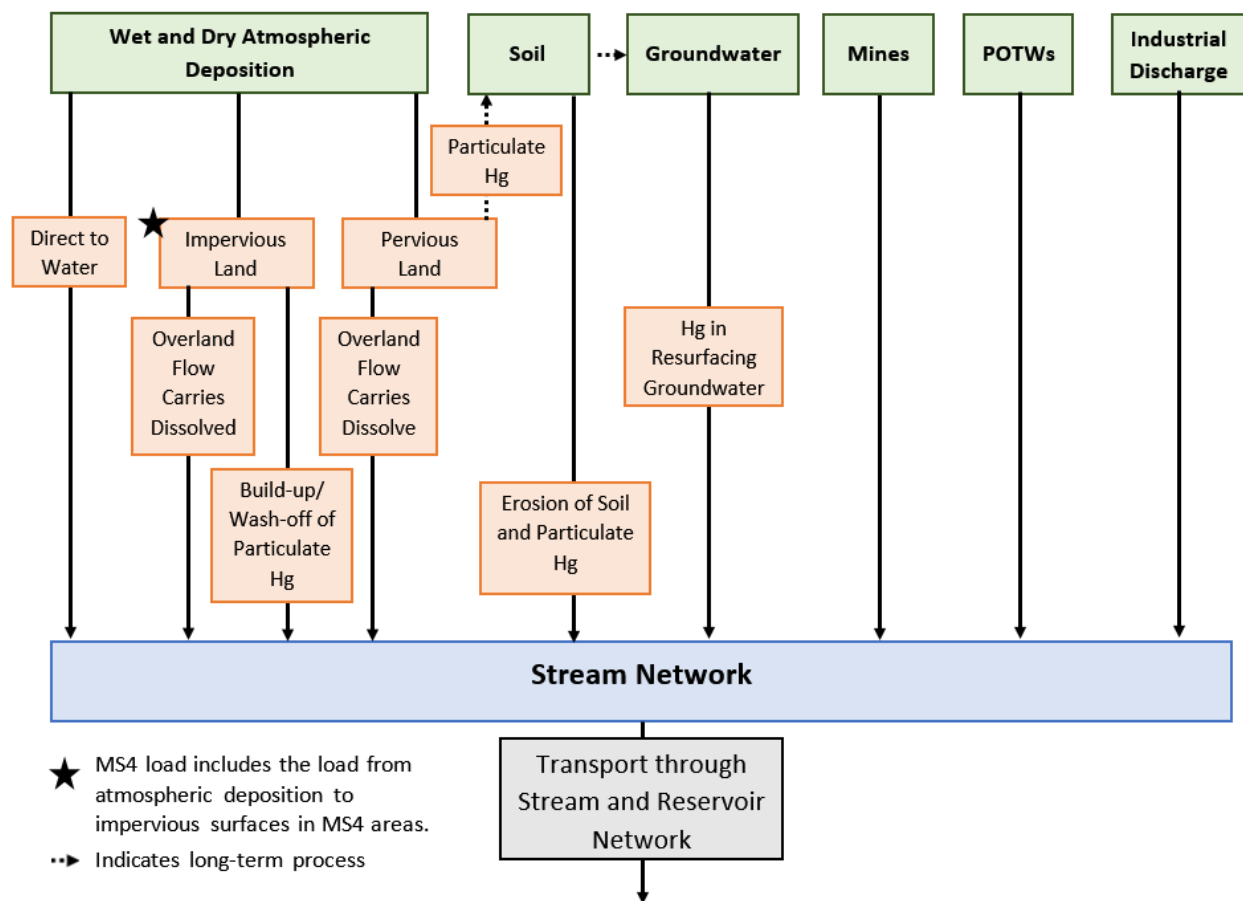 Wet and Dry Atmospheric
Deposition
Soil
Groundwater
Mines
POTWs
Industrial
Discharge
Particulate
Hg
Direct to
Water
Impervious
Land
Pervious
Land
Overland
Flow
Carries
Dissolved
Overland
Flow
Carries
Dissolve
Hg in
Resurfacing
Groundwater
Build-up/
Wash-off of
Particulate
Hg
Erosion of Soil
and Particulate
Hg
Stream Network
Transport through
Stream and Reservoir
Network
MS4 load includes the load from
atmospheric deposition to
impervious surfaces in MS4 areas.
Indicates long-term process